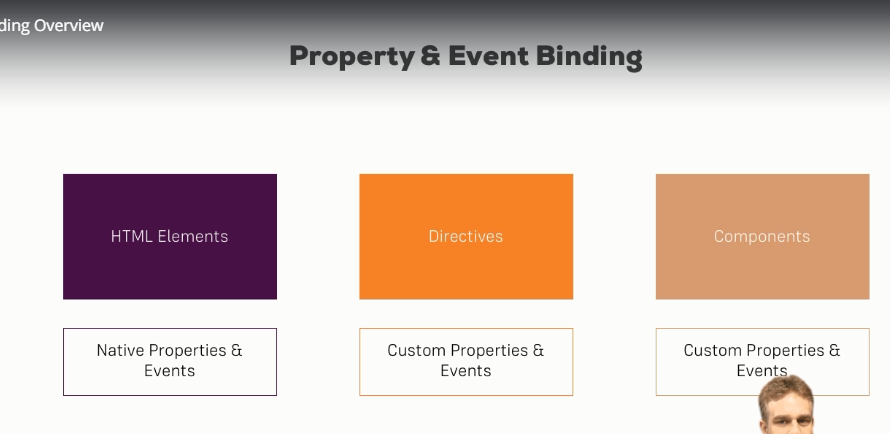 ding Overview
Property & Event Binding
HTML Elements
Directives
Components
Native Properties &
Events
Custom Properties &
Events
Custom Properties &
Events